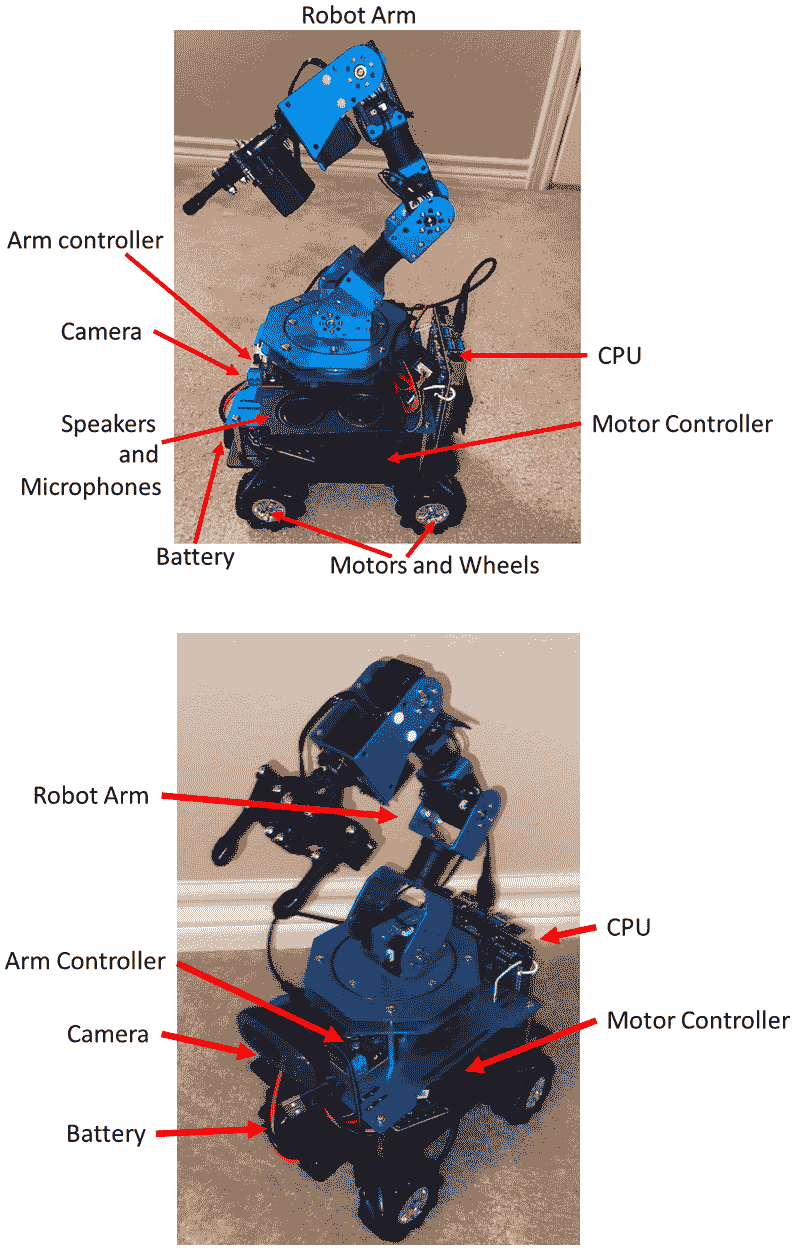 Robot Arm
Arm controller
Camera
CPU
Speakers
and
Microphones
Motor Controller
Battery
Motors and Wheels
Robot Arm
CPU
Arm Controller
Motor Controller
Camera
Battery